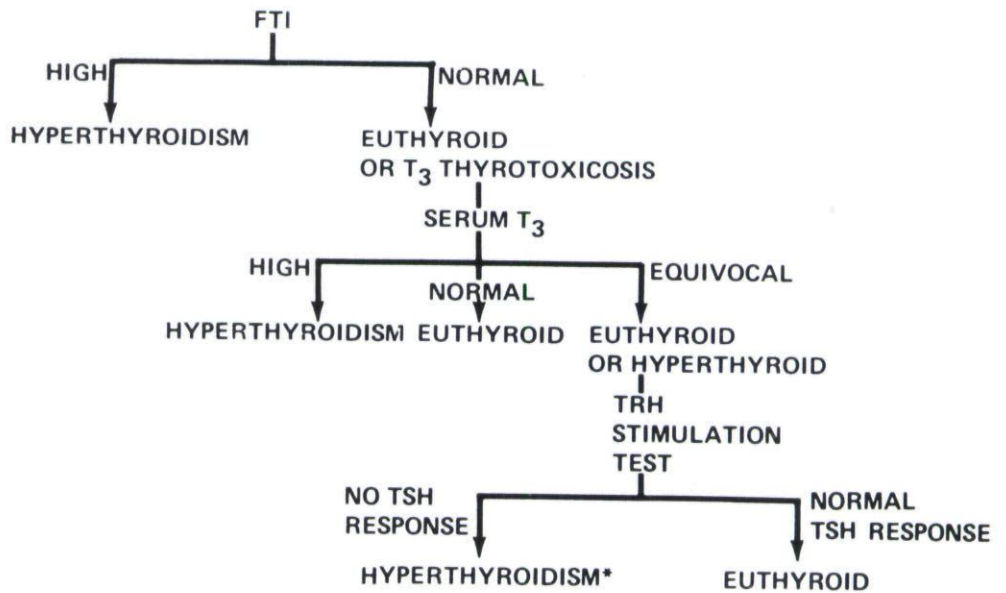 FTI
HIGH
NORMAL
HYPERTHYROIDISM
EUTHYROID
OR T3 THYROTOXICOSIS
SERUM T3
HIGH
NORMAL
EQUIVOCAL
HYPERTHYROIDISM
EUTHYROID
EUTHYROID
OR HYPERTHYROID
TRH
STIMULATION
TEST
NO TSH
RESPONSE
NORMAL
TSH RESPONSE
HYPERTHYROIDISM*
EUTHYROID